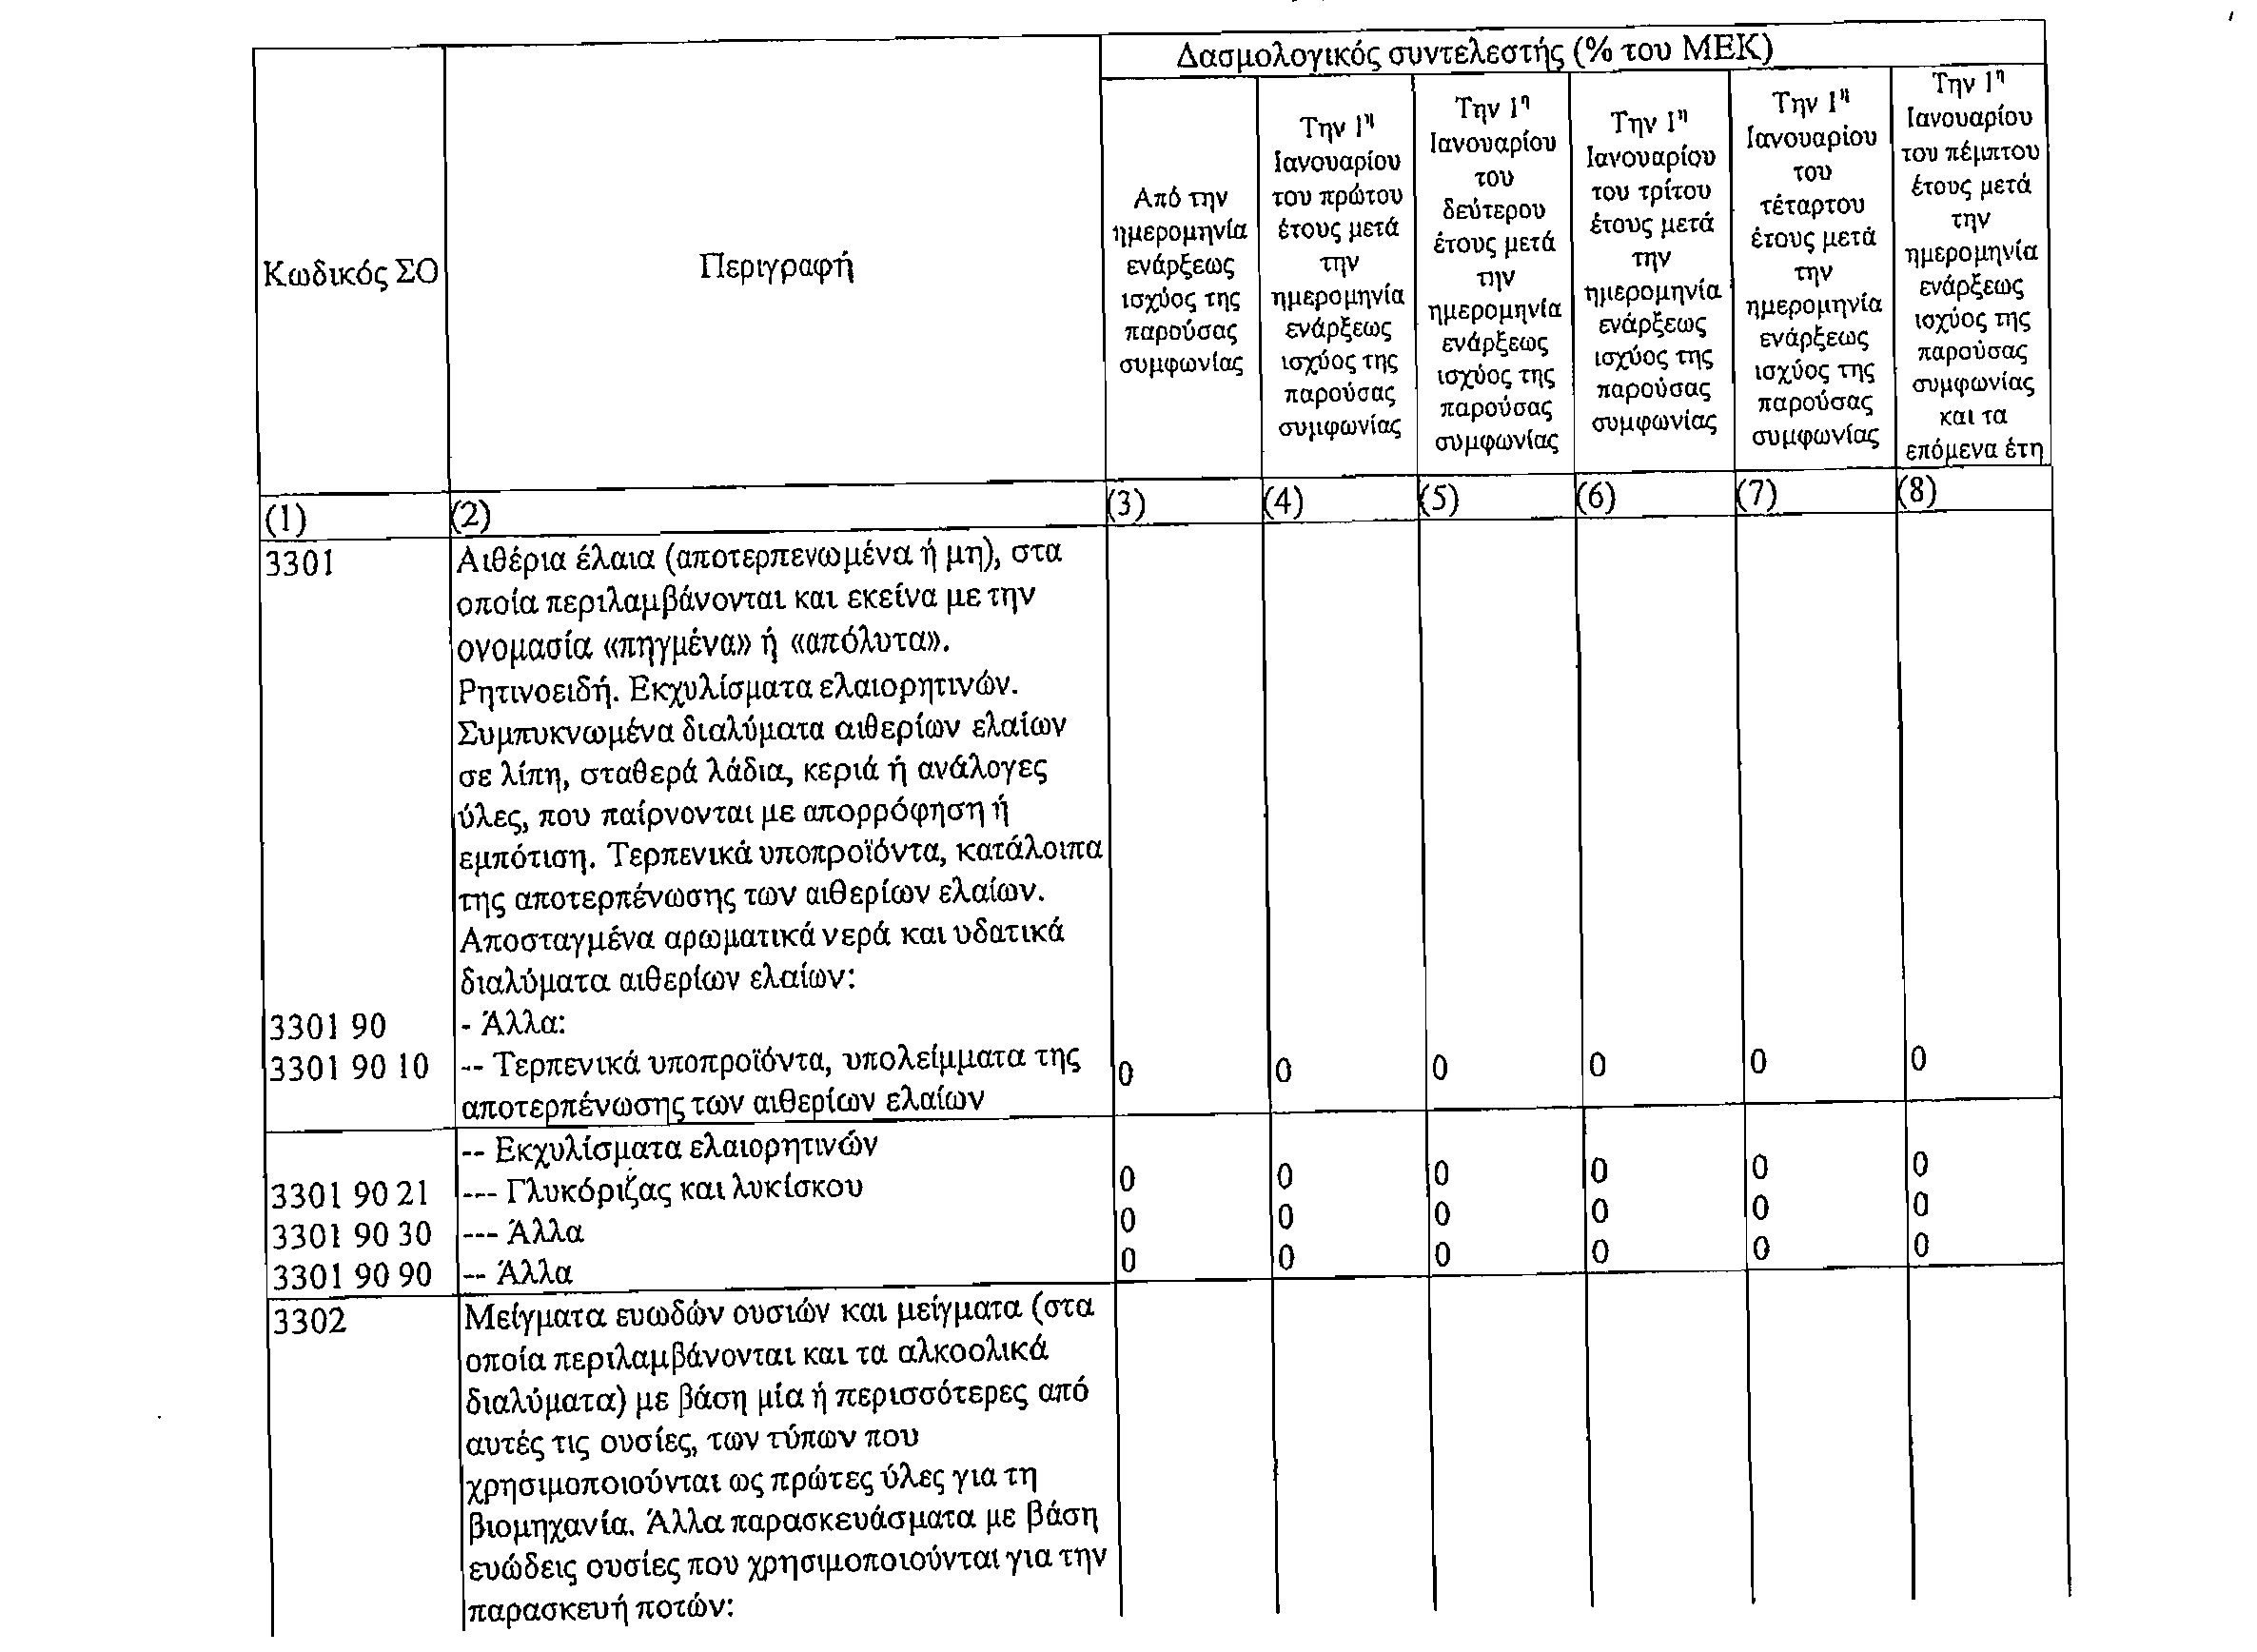 Δασμολογικός συντελεστής (% του ΜΕΚ)
Κωδικός ΣΟ
Περιγραφή
Από την
ημερομηνία
ενάρξεως
ισχύος της
παρούσας
συμφωνίας
Την 1η
Ιανουαρίου
του πρώτου
έτους μετά
την
ημερομηνία
ενάρξεως
ισχύος της
παρούσας
συμφωνίας
Την 1η
Ιανουαρίου
του
δεύτερου
έτους μετά
την
ημερομηνία
ενάρξεως
ισχύος της
παρούσας
συμφωνίας
Την 1η
Ιανουαρίου
του τρίτου
έτους μετά
την
ημερομηνία
ενάρξεως
ισχύος της
παρούσας
συμφωνίας
Την 1η
Ιανουαρίου
του
τέταρτου
έτους μετά
την
ημερομηνία
ενάρξεως
ισχύος της
παρούσας
συμφωνίας
Την 1η
Ιανουαρίου
του πέμπτου
έτους μετά
την
ημερομηνία
ενάρξεως
ισχύος της
παρούσας
συμφωνίας
και τα
επόμενα έτη
(1) (2) (3) (4) (5) (6) (7) (8)
3301 Αιθέρια έλαια (αποτερπενωμένα ή μη), στα
οποία περιλαμβάνονται και εκείνα με την
ονομασία «πηγμένα» ή «απόλυτα».
Ρητινοειδή. Εκχυλίσματα ελαιορητινών.
Συμπυκνωμένα διαλύματα αιθερίων ελαίων
σε λίπη, σταθερά λάδια, κεριά ή ανάλογες
ύλες, που παίρνονται με απορρόφηση ή
εμπότιση. Τερπενικά υποπροϊόντα, κατάλοιπα
της αποτερπένωσης των αιθερίων ελαίων.
Αποσταγμένα αρωματικά νερά και υδατικά
διαλύματα αιθερίων ελαίων:
3301 90 - Άλλα:
3301 90 10 -- Τερπενικά υποπροϊόντα, υπολείμματα της 0 0 0 0 0 0
αποτερπένωσης των αιθερίων ελαίων
-- Εκχυλίσματα ελαιορητινών
3301 90 21 --- Γλυκόριζας και λυκίσκου 0 0 0 0 0 0
3301 90 30 --- Άλλα 0 0 0 0 0 0
3301 90 90 -- Άλλα 0 0 0 0 0 0
3302 Μείγματα ευωδών ουσιών και μείγματα (στα
οποία περιλαμβάνονται και τα αλκοολικά
διαλύματα) με βάση μία ή περισσότερες από
αυτές τις ουσίες, των τύπων που
χρησιμοποιούνται ως πρώτες ύλες για τη
βιομηχανία. Άλλα παρασκευάσματα με βάση
ευώδεις ουσίες που χρησιμοποιούνται για την
παρασκευή ποτών: